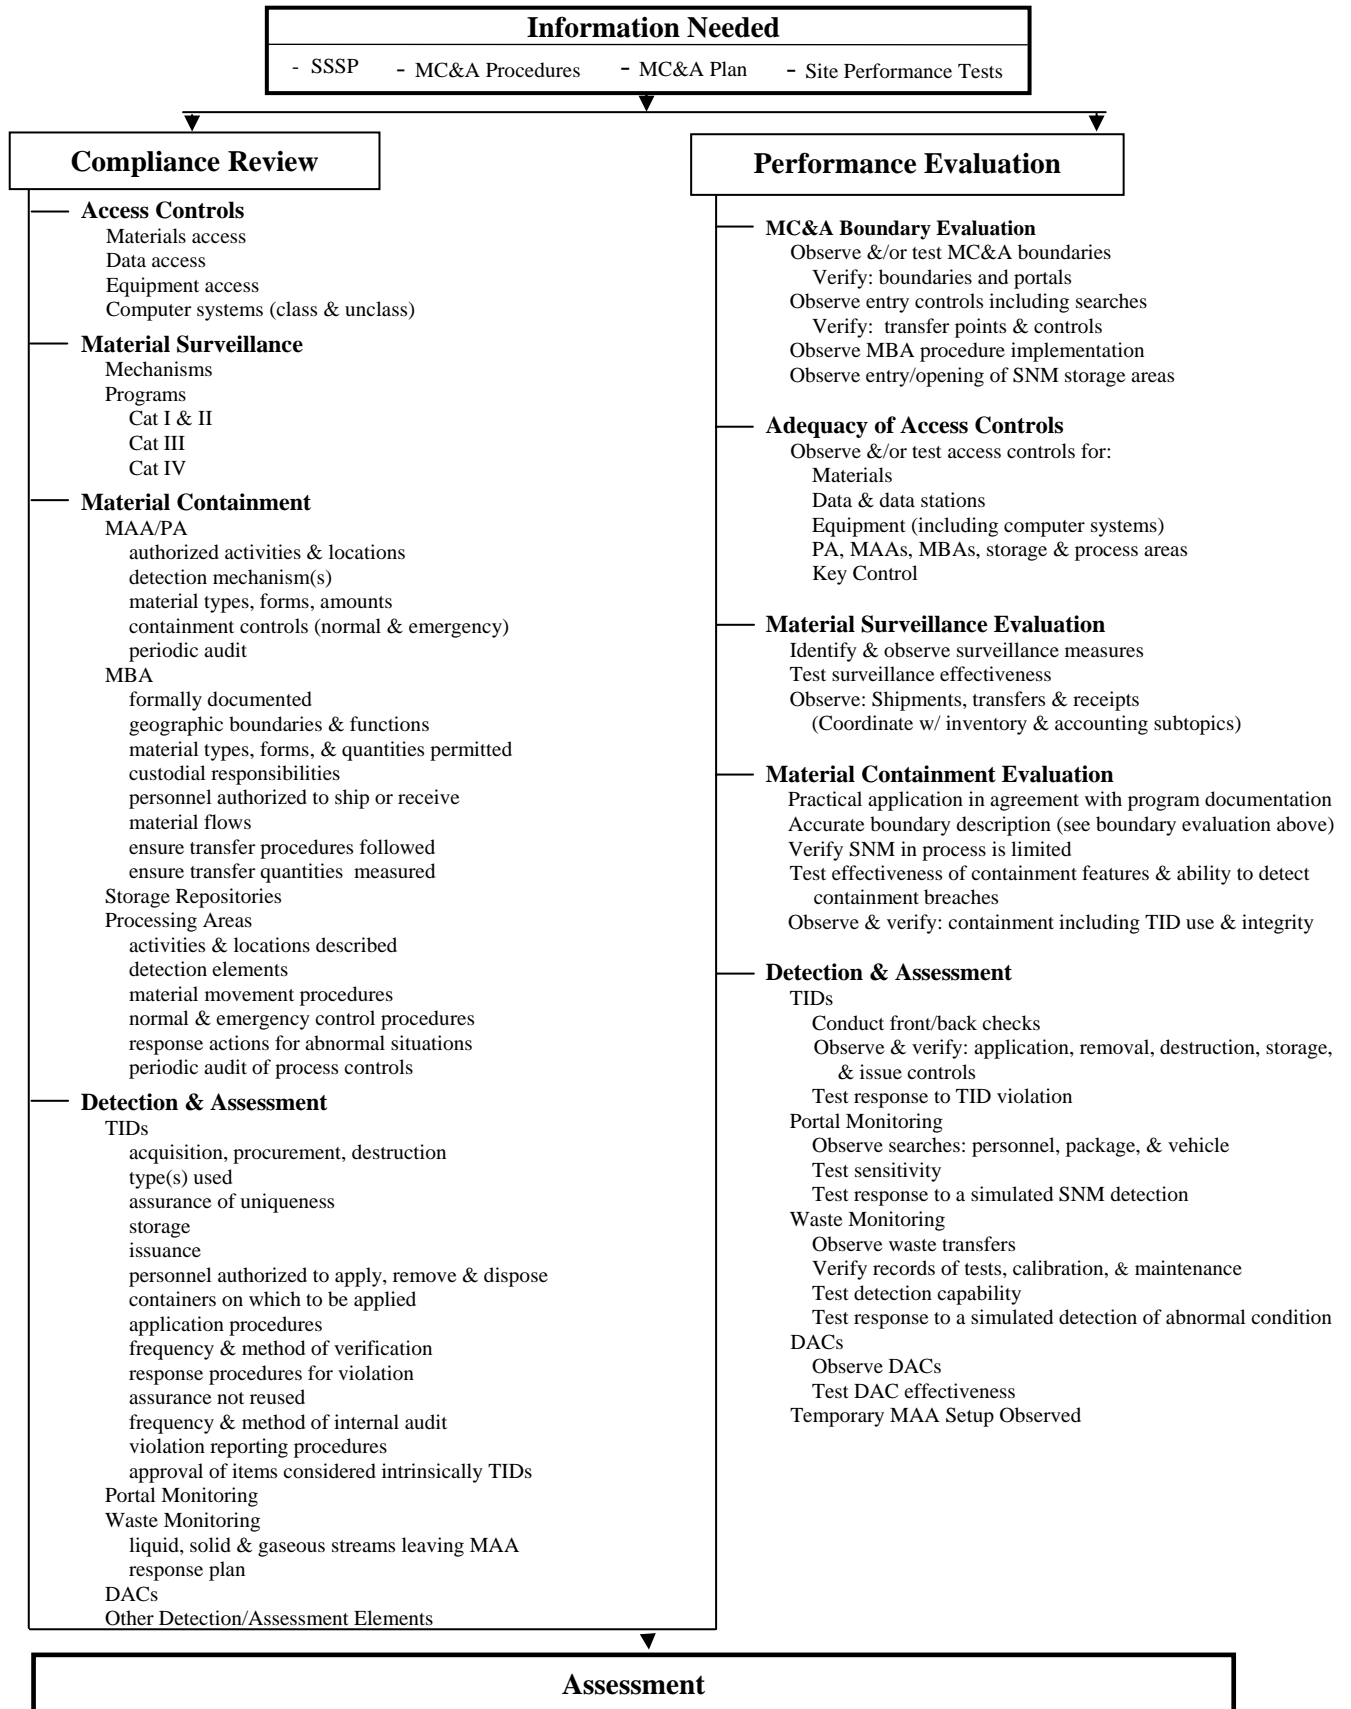 Information Needed
- SSSP - MC&A Procedures - MC&A Plan - Site Performance Tests
Compliance Review
Access Controls
Materials access
Data access
Equipment access
Computer systems (class & unclass)
Material Surveillance
Mechanisms
Programs
Cat I & II
Cat III
Cat IV
Material Containment
MAA/PA
authorized activities & locations
detection mechanism(s)
material types, forms, amounts
containment controls (normal & emergency)
periodic audit
MBA
formally documented
geographic boundaries & functions
material types, forms, & quantities permitted
custodial responsibilities
personnel authorized to ship or receive
material flows
ensure transfer procedures followed
ensure transfer quantities measured
Storage Repositories
Processing Areas
activities & locations described
detection elements
material movement procedures
normal & emergency control procedures
response actions for abnormal situations
periodic audit of process controls
Detection & Assessment
TIDs
acquisition, procurement, destruction
type(s) used
assurance of uniqueness
storage
issuance
personnel authorized to apply, remove & dispose
containers on which to be applied
application procedures
frequency & method of verification
response procedures for violation
assurance not reused
frequency & method of internal audit
violation reporting procedures
approval of items considered intrinsically TIDs
Portal Monitoring
Waste Monitoring
liquid, solid & gaseous streams leaving MAA
response plan
DACs
Other Detection/Assessment Elements
Performance Evaluation
MC&A Boundary Evaluation
Observe &/or test MC&A boundaries
Verify: boundaries and portals
Observe entry controls including searches
Verify: transfer points & controls
Observe MBA procedure implementation
Observe entry/opening of SNM storage areas
Adequacy of Access Controls
Observe &/or test access controls for:
Materials
Data & data stations
Equipment (including computer systems)
PA, MAAs, MBAs, storage & process areas
Key Control
Material Surveillance Evaluation
Identify & observe surveillance measures
Test surveillance effectiveness
Observe: Shipments, transfers & receipts
(Coordinate w/ inventory & accounting subtopics)
Material Containment Evaluation
Practical application in agreement with program documentation
Accurate boundary description (see boundary evaluation above)
Verify SNM in process is limited
Test effectiveness of containment features & ability to detect
containment breaches
Observe & verify: containment including TID use & integrity
Detection & Assessment
TIDs
Conduct front/back checks
Observe & verify: application, removal, destruction, storage,
& issue controls
Test response to TID violation
Portal Monitoring
Observe searches: personnel, package, & vehicle
Test sensitivity
Test response to a simulated SNM detection
Waste Monitoring
Observe waste transfers
Verify records of tests, calibration, & maintenance
Test detection capability
Test response to a simulated detection of abnormal condition
DACs
Observe DACs
Test DAC effectiveness
Temporary MAA Setup Observed
Assessment